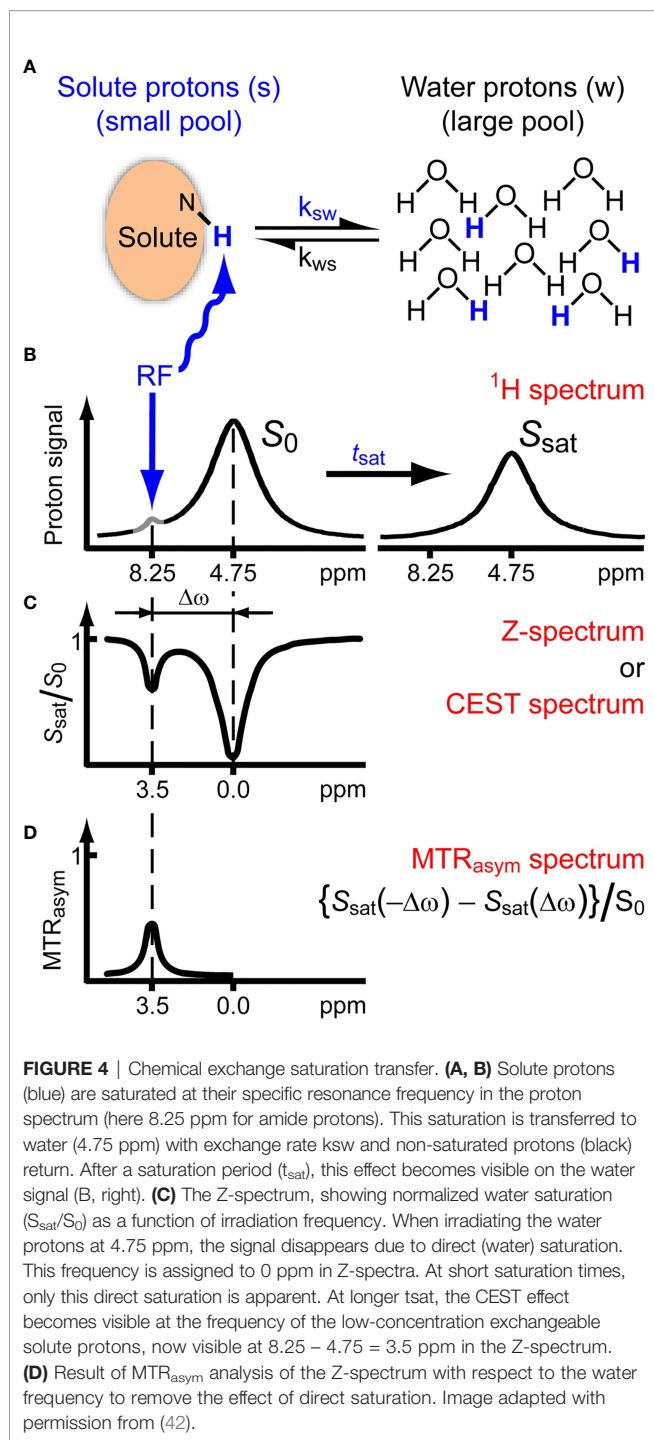 A
Solute protons (s)
(small pool)
Water protons (w)
(large pool)
N
Solute H
k_sw
k_ws
O
H H
O
H H
O
H H
O
H H
O
H H
O
H H
O
H H
O
H H
B
RF
¹H spectrum
Proton signal
S₀
t_sat
S_sat
8.25 4.75 ppm
8.25 4.75 ppm
C
Δω
1
S_sat/S₀
Z-spectrum
or
CEST spectrum
3.5 0.0 ppm
D
1
MTR_asym
MTR_asym spectrum
{S_sat(−Δω) − S_sat(Δω)}/S₀
3.5 0.0 ppm
FIGURE 4 | Chemical exchange saturation transfer. (A, B) Solute protons
(blue) are saturated at their specific resonance frequency in the proton
spectrum (here 8.25 ppm for amide protons). This saturation is transferred to
water (4.75 ppm) with exchange rate ksw and non-saturated protons (black)
return. After a saturation period (t_sat), this effect becomes visible on the water
signal (B, right). (C) The Z-spectrum, showing normalized water saturation
(S_sat/S₀) as a function of irradiation frequency. When irradiating the water
protons at 4.75 ppm, the signal disappears due to direct (water) saturation.
This frequency is assigned to 0 ppm in Z-spectra. At short saturation times,
only this direct saturation is apparent. At longer tsat, the CEST effect
becomes visible at the frequency of the low-concentration exchangeable
solute protons, now visible at 8.25 – 4.75 = 3.5 ppm in the Z-spectrum.
(D) Result of MTR_asym analysis of the Z-spectrum with respect to the water
frequency to remove the effect of direct saturation. Image adapted with
permission from (42).